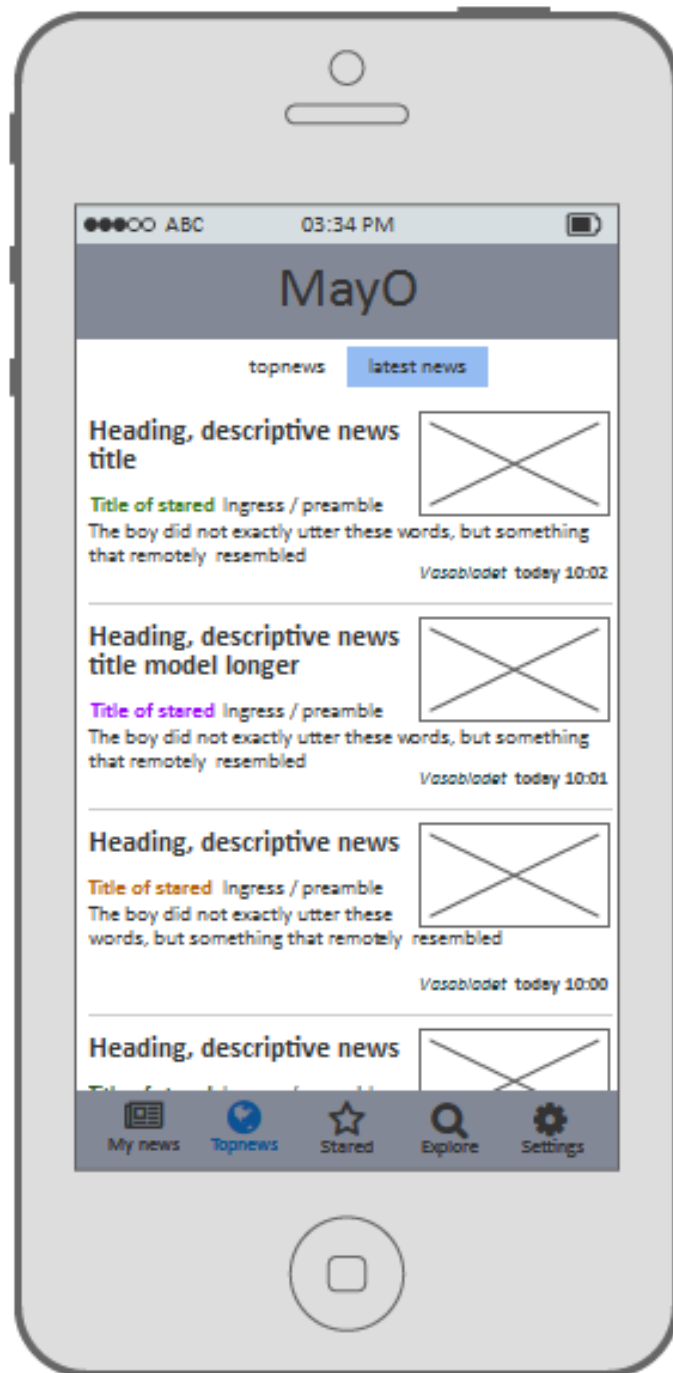 ABC 03:34 PM
MayO
topnews latest news
Heading, descriptive news
title
Title of stared Ingress / preamble
The boy did not exactly utter these words, but something
that remotely resembled
Vasabladet today 10:02
Heading, descriptive news
title model longer
Title of stared Ingress / preamble
The boy did not exactly utter these words, but something
that remotely resembled
Vasabladet today 10:01
Heading, descriptive news
Title of stared Ingress / preamble
The boy did not exactly utter these
words, but something that remotely resembled
Vasabladet today 10:00
Heading, descriptive news
My news Topnews Stared Explore Settings